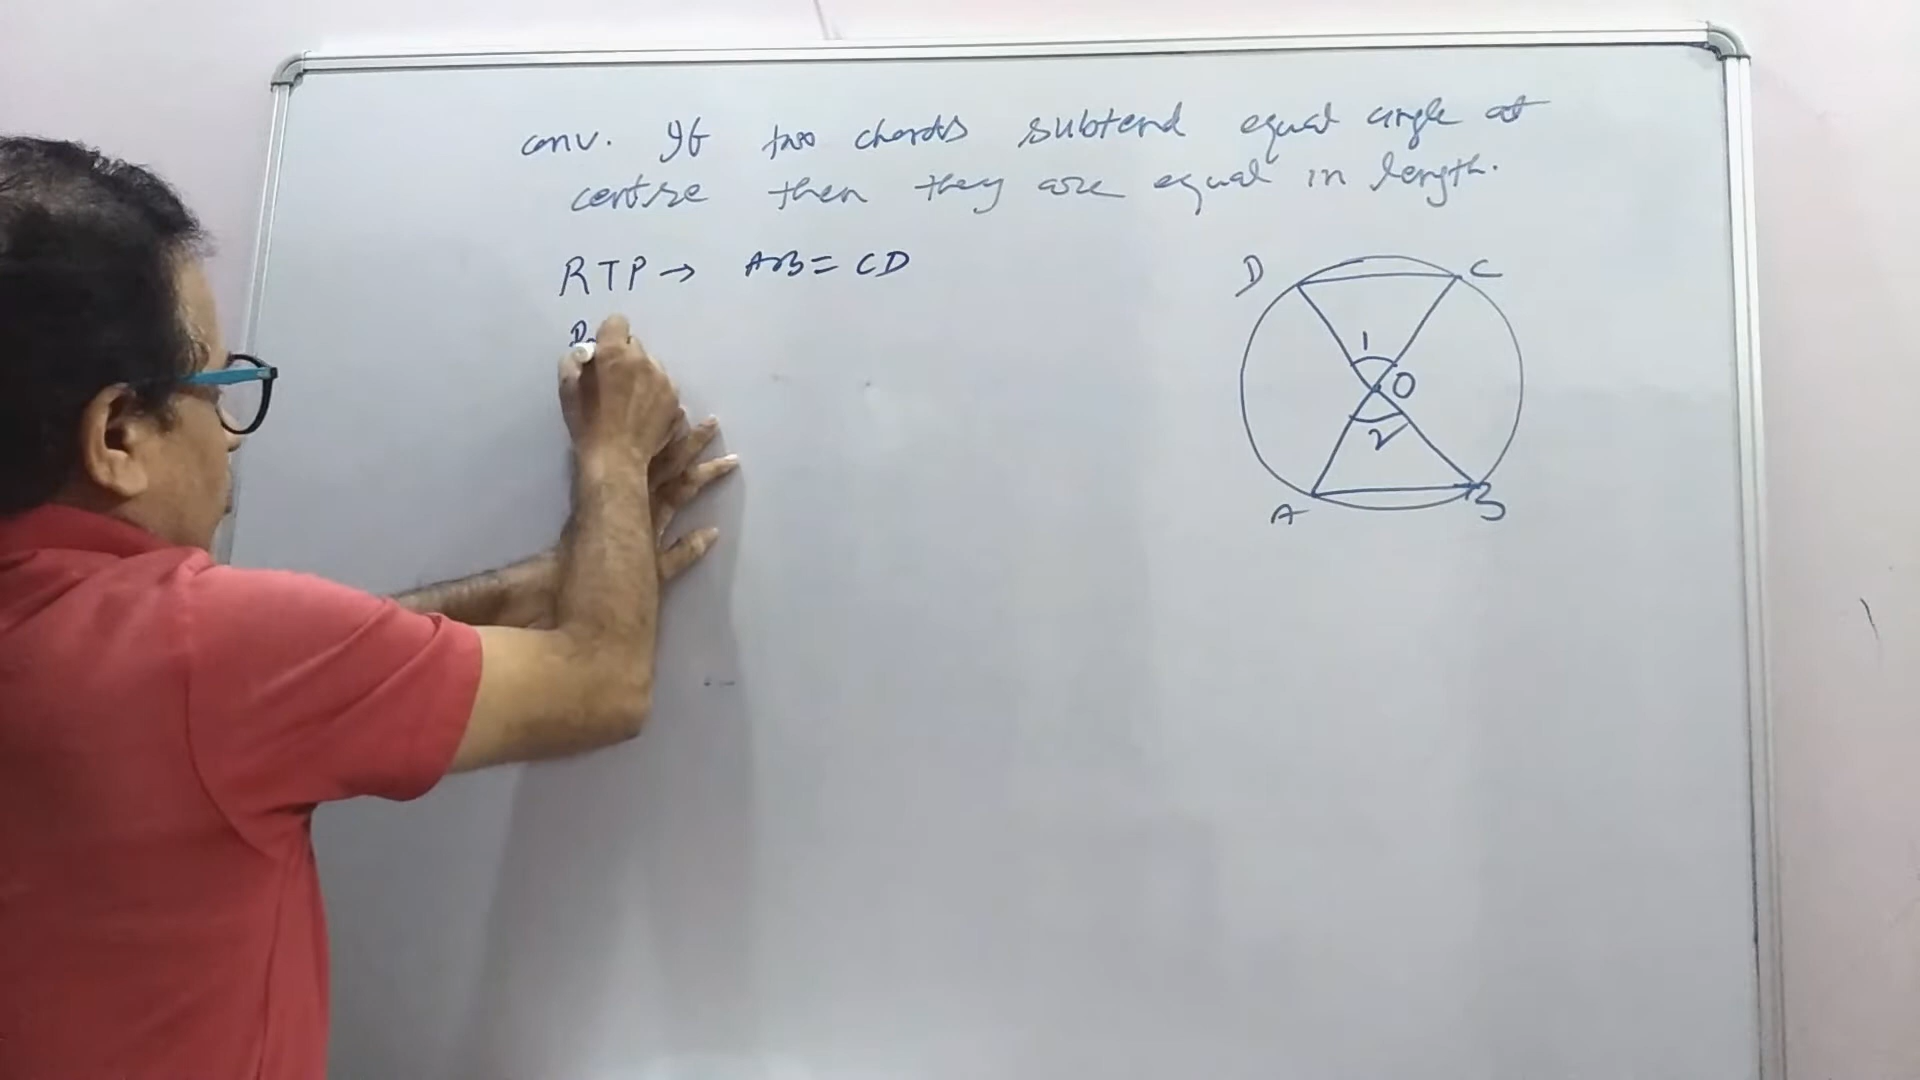 conv. If two chords subtend equal angle at
centre then they are equal in length.
RTP → AB = CD
D C
1
O
2
A B